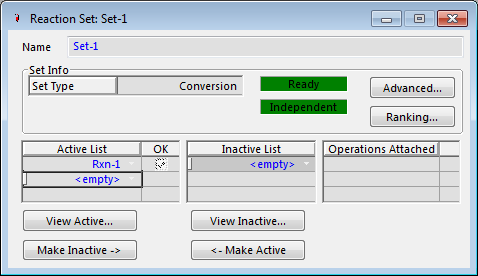 Reaction Set: Set-1
Name Set-1
Set Info
Set Type Conversion
Ready
Advanced...
Independent
Ranking...
Active List OK Inactive List Operations Attached
Rxn-1 <empty>
<empty>
View Active... View Inactive...
Make Inactive -> <- Make Active